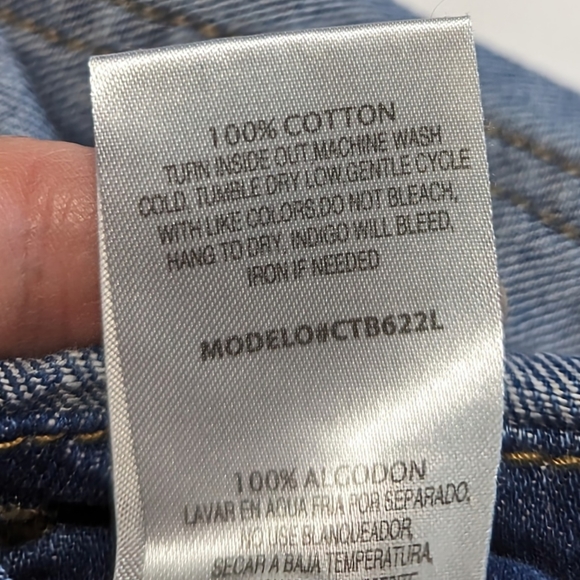 100% COTTON
TURN INSIDE OUT.MACHINE WASH
COLD, TUMBLE DRY LOW.GENTLE CYCLE
WITH LIKE COLORS.DO NOT BLEACH,
HANG TO DRY, INDIGO WILL BLEED,
IRON IF NEEDED
MODELO#CTB622L
100% ALGODON
LAVAR EN AQUA FRIA POR SEPARADO,
NO USE BLANQUEADOR,
SECAR A BAJA TEMPERATURA,